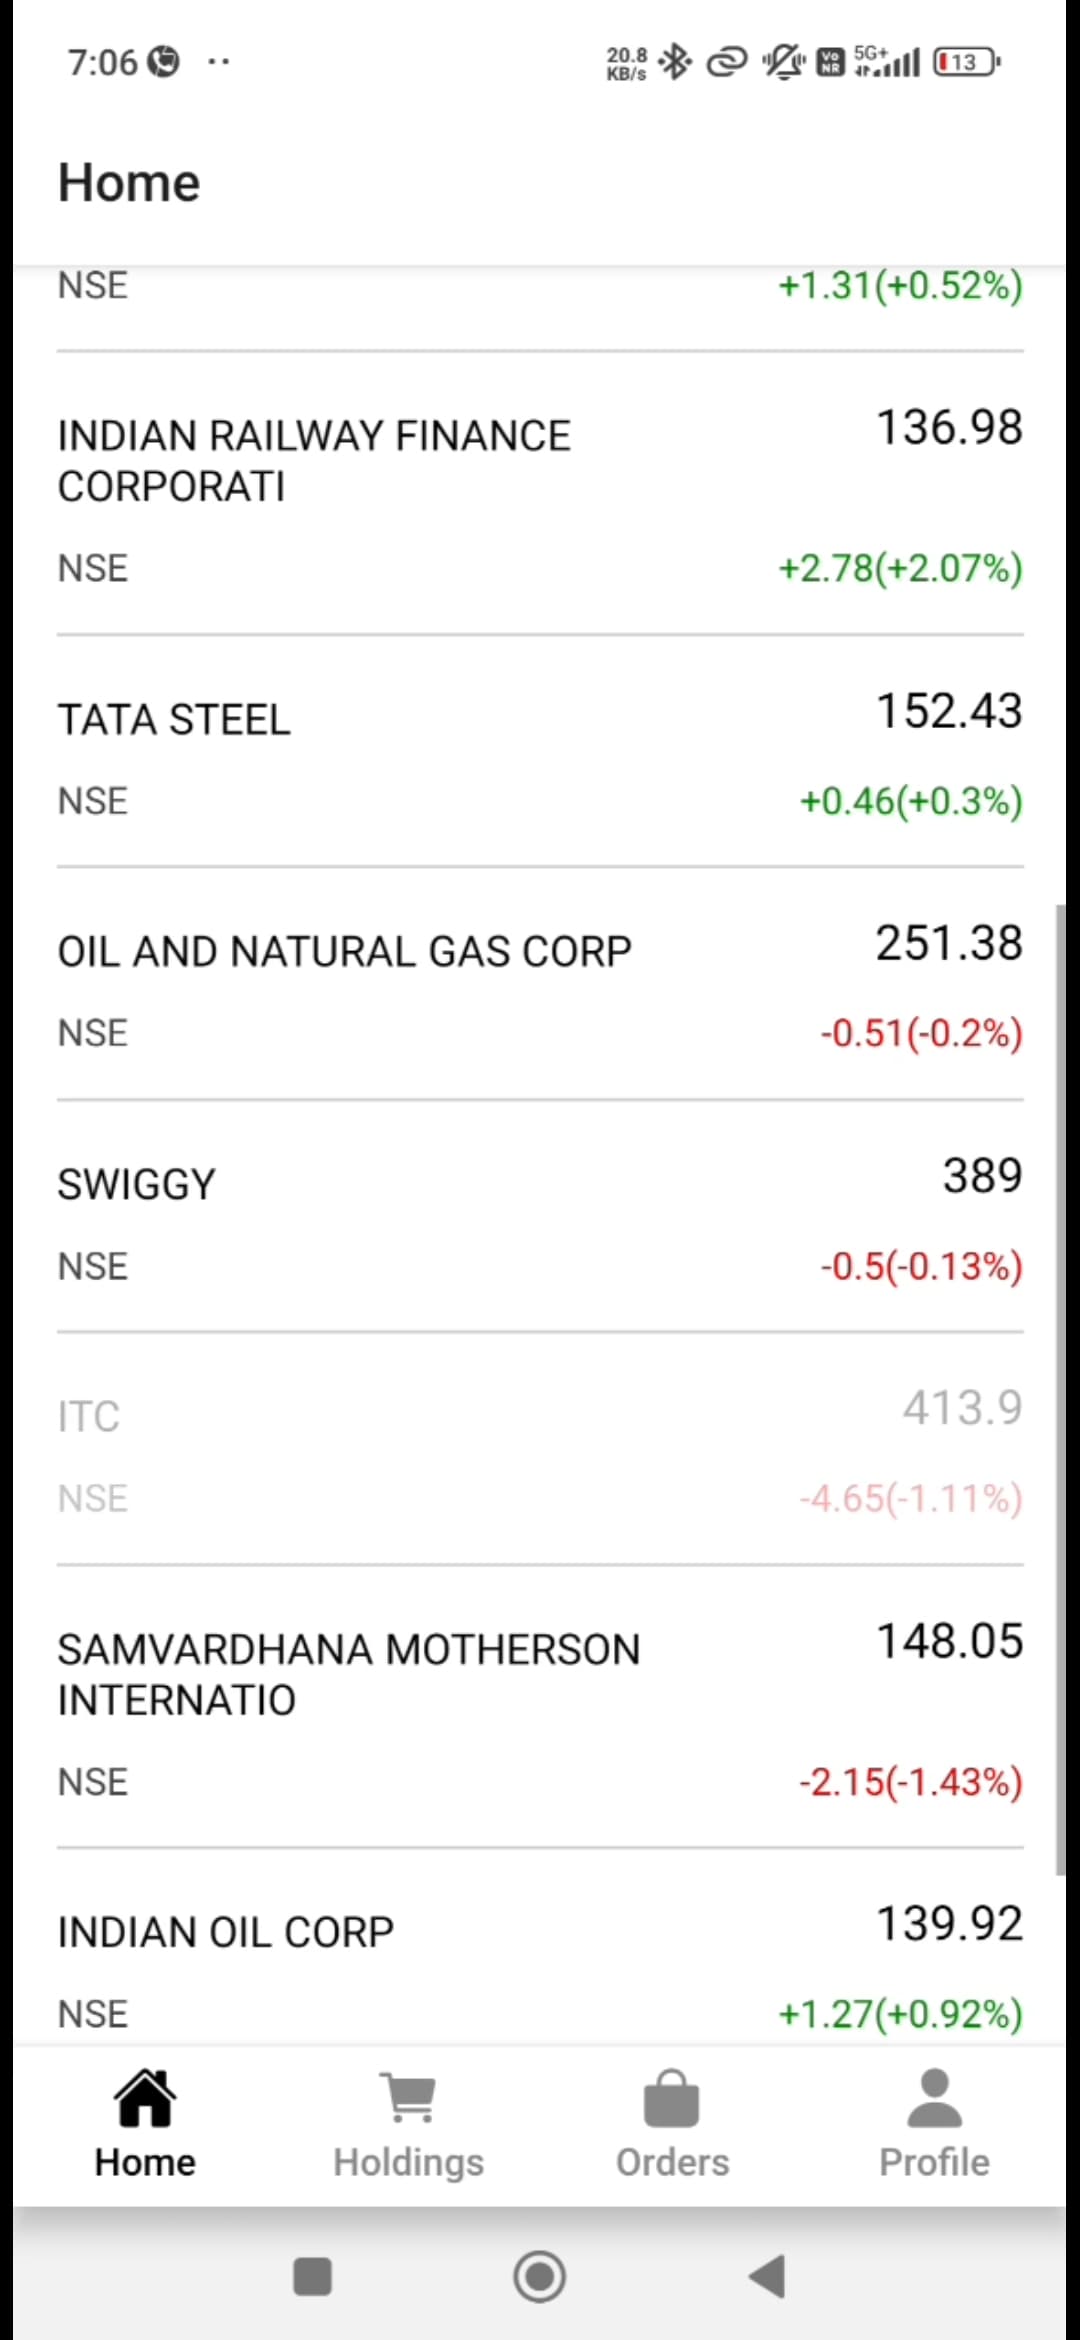 7:06
20.8
KB/s
Vo
NR
5G+
13
Home
NSE
+1.31(+0.52%)
INDIAN RAILWAY FINANCE
CORPORATI
136.98
NSE
+2.78(+2.07%)
TATA STEEL
152.43
NSE
+0.46(+0.3%)
OIL AND NATURAL GAS CORP
251.38
NSE
-0.51(-0.2%)
SWIGGY
389
NSE
-0.5(-0.13%)
ITC
413.9
NSE
-4.65(-1.11%)
SAMVARDHANA MOTHERSON
INTERNATIO
148.05
NSE
-2.15(-1.43%)
INDIAN OIL CORP
139.92
NSE
+1.27(+0.92%)
Home
Holdings
Orders
Profile